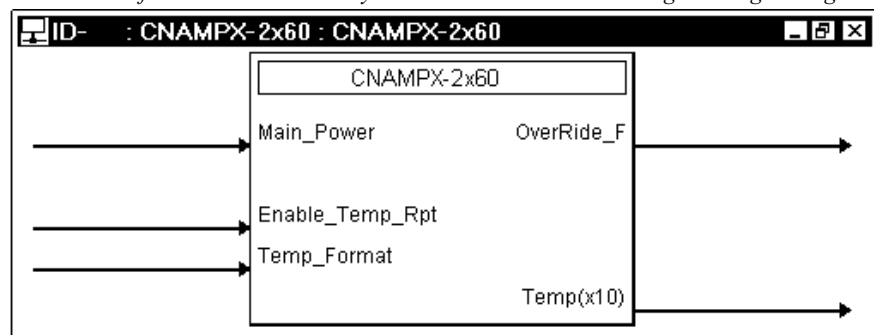 ID- : CNAMPX-2x60 : CNAMPX-2x60
CNAMPX-2x60
Main_Power OverRide_F
Enable_Temp_Rpt
Temp_Format
Temp(x10)